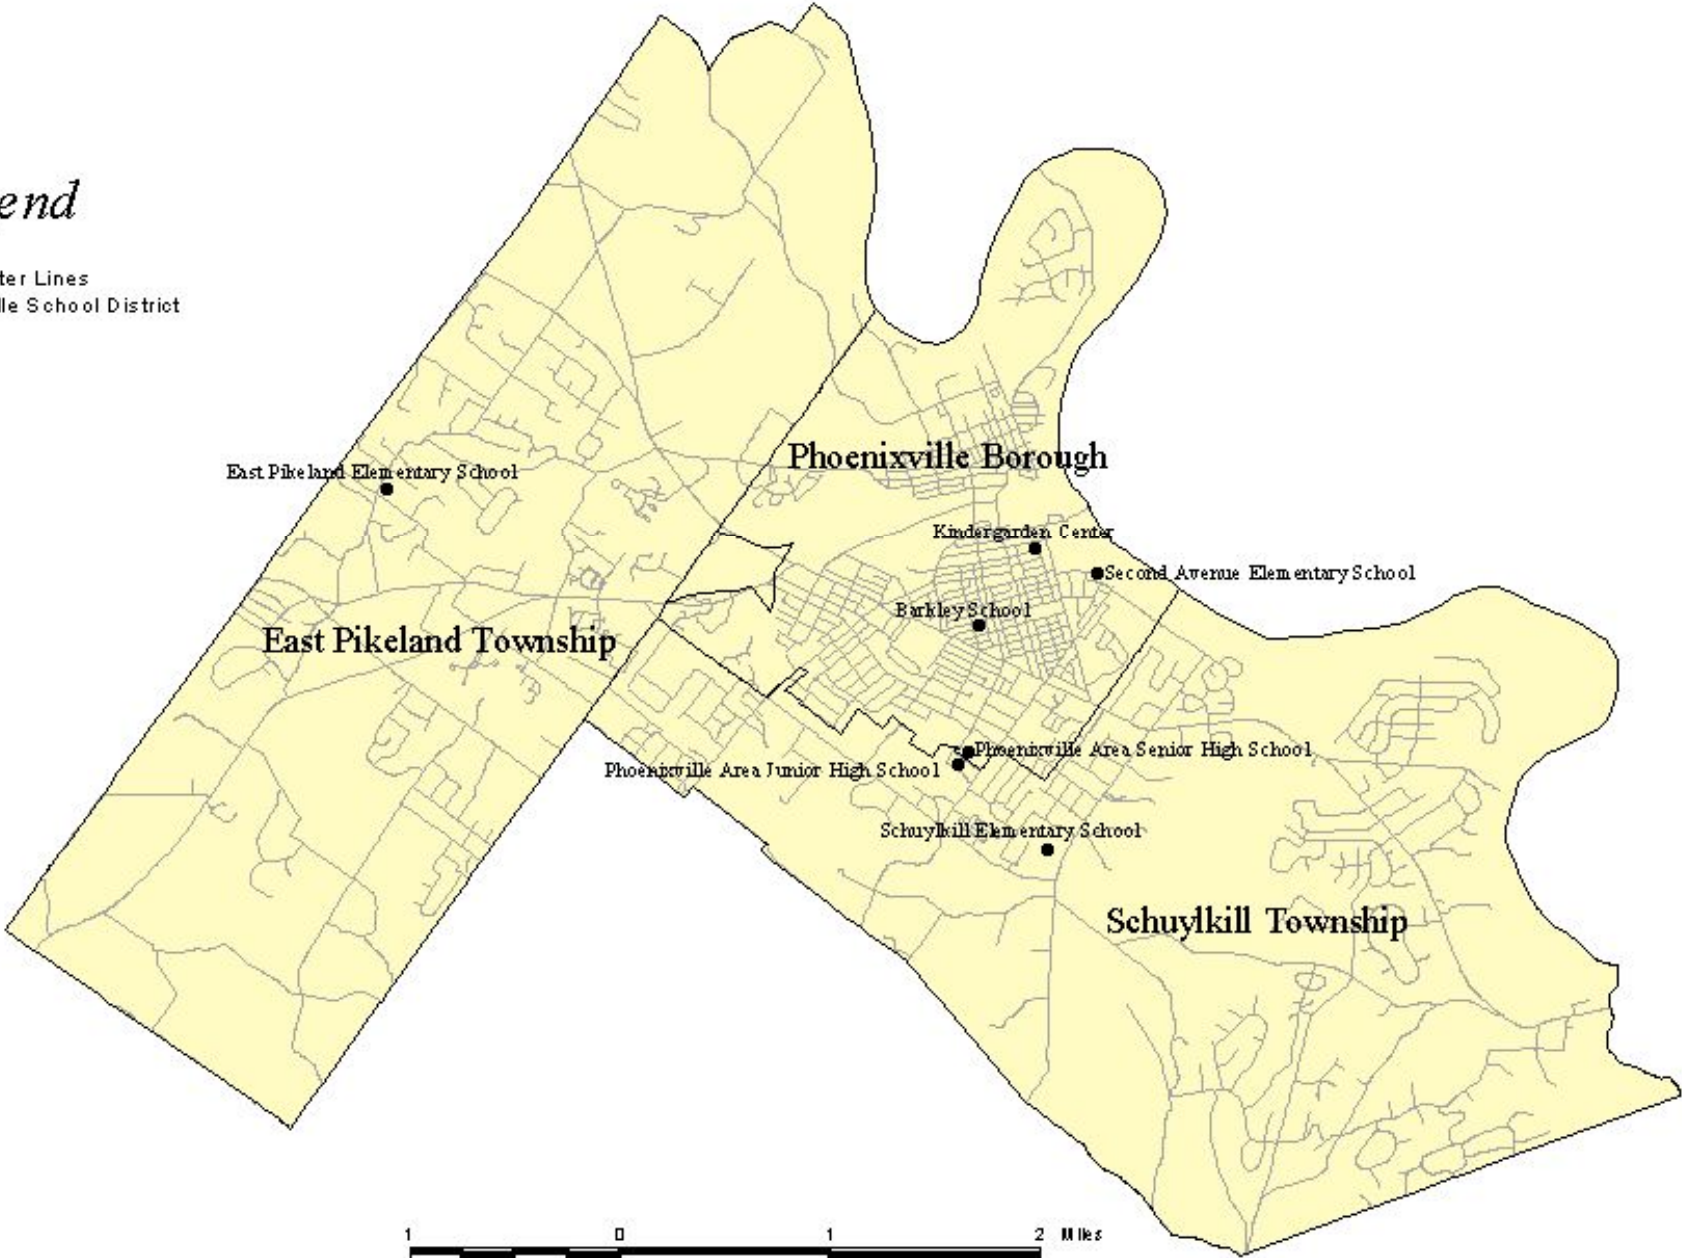 end
ter Lines
lle School District
Phoenixville Borough
East Pikeland Elementary School
Kindergarden Center
Second Avenue Elementary School
Barkley School
East Pikeland Township
Phoenixville Area Senior High School
Phoenixville Area Junior High School
Schuylkill Elementary School
Schuylkill Township
1 0 1 2 Miles